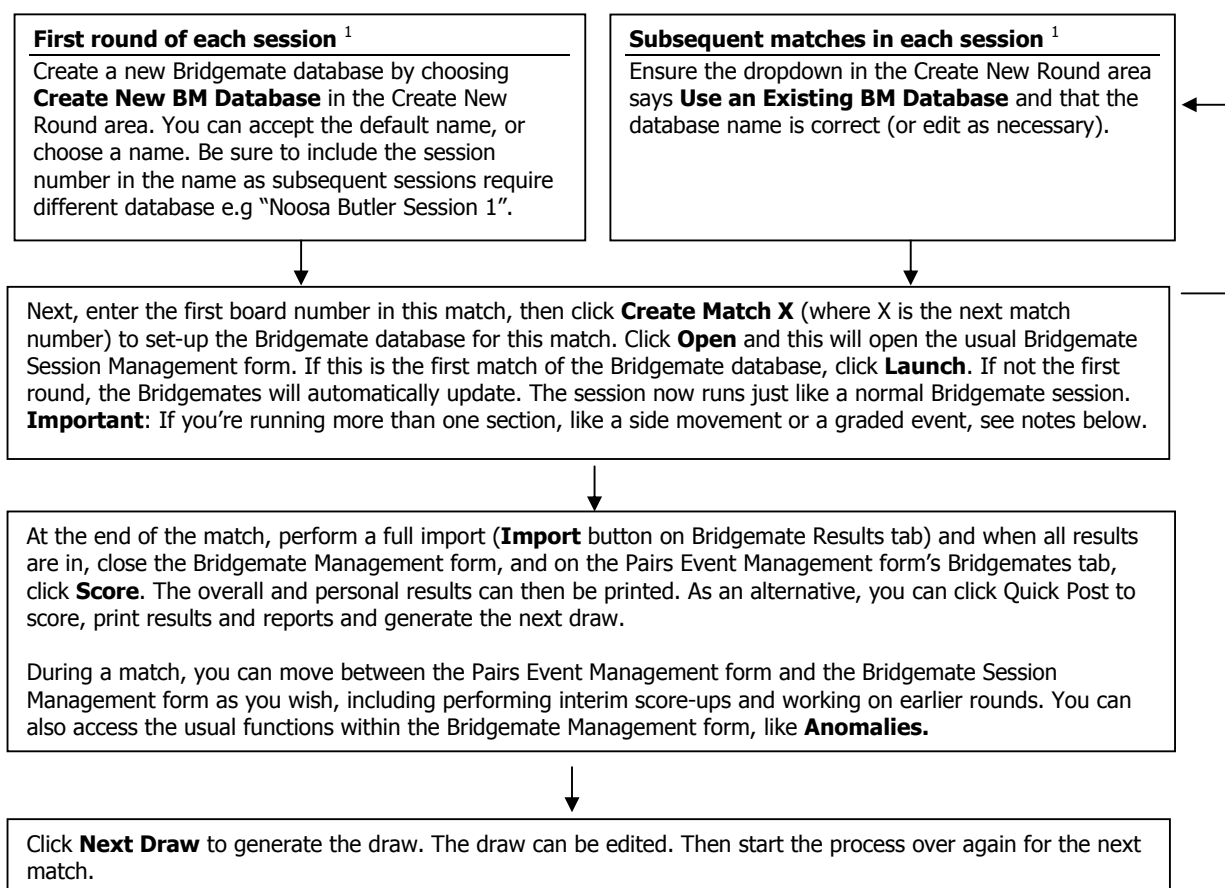 First round of each session 1
Create a new Bridgemate database by choosing
Create New BM Database in the Create New
Round area. You can accept the default name, or
choose a name. Be sure to include the session
number in the name as subsequent sessions require
different database e.g “Noosa Butler Session 1”.
Subsequent matches in each session 1
Ensure the dropdown in the Create New Round area
says Use an Existing BM Database and that the
database name is correct (or edit as necessary).
Next, enter the first board number in this match, then click Create Match X (where X is the next match
number) to set-up the Bridgemate database for this match. Click Open and this will open the usual Bridgemate
Session Management form. If this is the first match of the Bridgemate database, click Launch. If not the first
round, the Bridgemates will automatically update. The session now runs just like a normal Bridgemate session.
Important: If you’re running more than one section, like a side movement or a graded event, see notes below.
At the end of the match, perform a full import (Import button on Bridgemate Results tab) and when all results
are in, close the Bridgemate Management form, and on the Pairs Event Management form’s Bridgemates tab,
click Score. The overall and personal results can then be printed. As an alternative, you can click Quick Post to
score, print results and reports and generate the next draw.
During a match, you can move between the Pairs Event Management form and the Bridgemate Session
Management form as you wish, including performing interim score-ups and working on earlier rounds. You can
also access the usual functions within the Bridgemate Management form, like Anomalies.
Click Next Draw to generate the draw. The draw can be edited. Then start the process over again for the next
match.